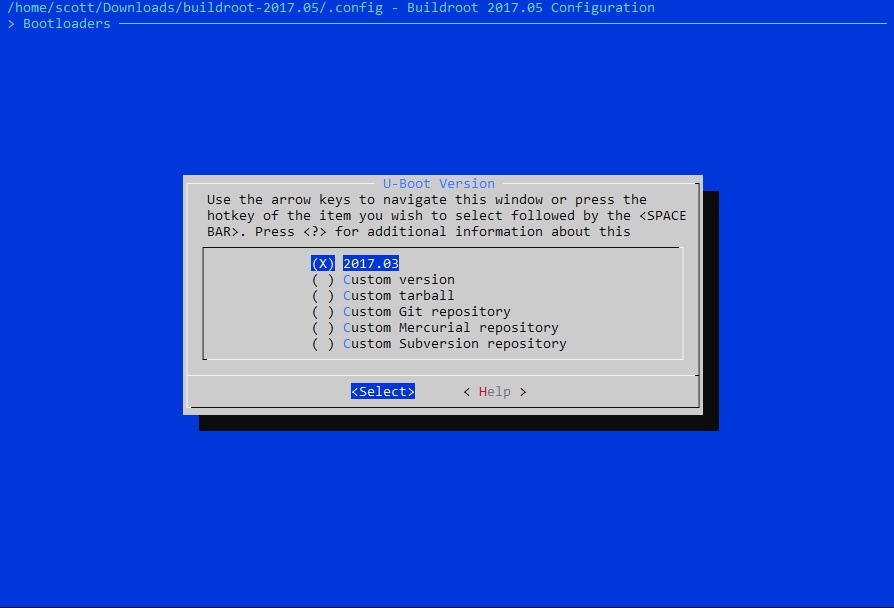 /home/scott/Downloads/buildroot-2017.05/.config - Buildroot 2017.05 Configuration
> Bootloaders
U-Boot Version
Use the arrow keys to navigate this window or press the
hotkey of the item you wish to select followed by the <SPACE
BAR>. Press <?> for additional information about this
(X) 2017.03
( ) Custom version
( ) Custom tarball
( ) Custom Git repository
( ) Custom Mercurial repository
( ) Custom Subversion repository
<Select> < Help >